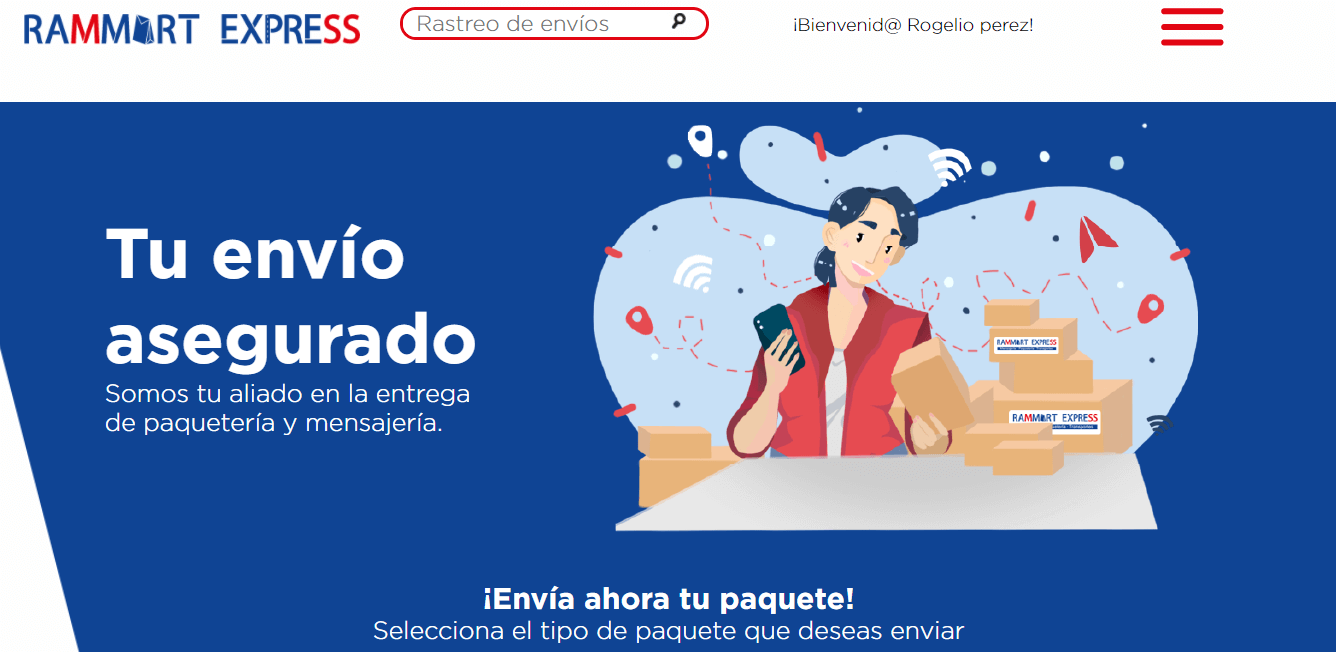 RAMMART EXPRESS
Rastreo de envíos
¡Bienvenid@ Rogelio perez!
Tu envío
asegurado
Somos tu aliado en la entrega
de paquetería y mensajería.
RAMMART EXPRESS
RAMMART EXPRESS
¡Envía ahora tu paquete!
Selecciona el tipo de paquete que deseas enviar